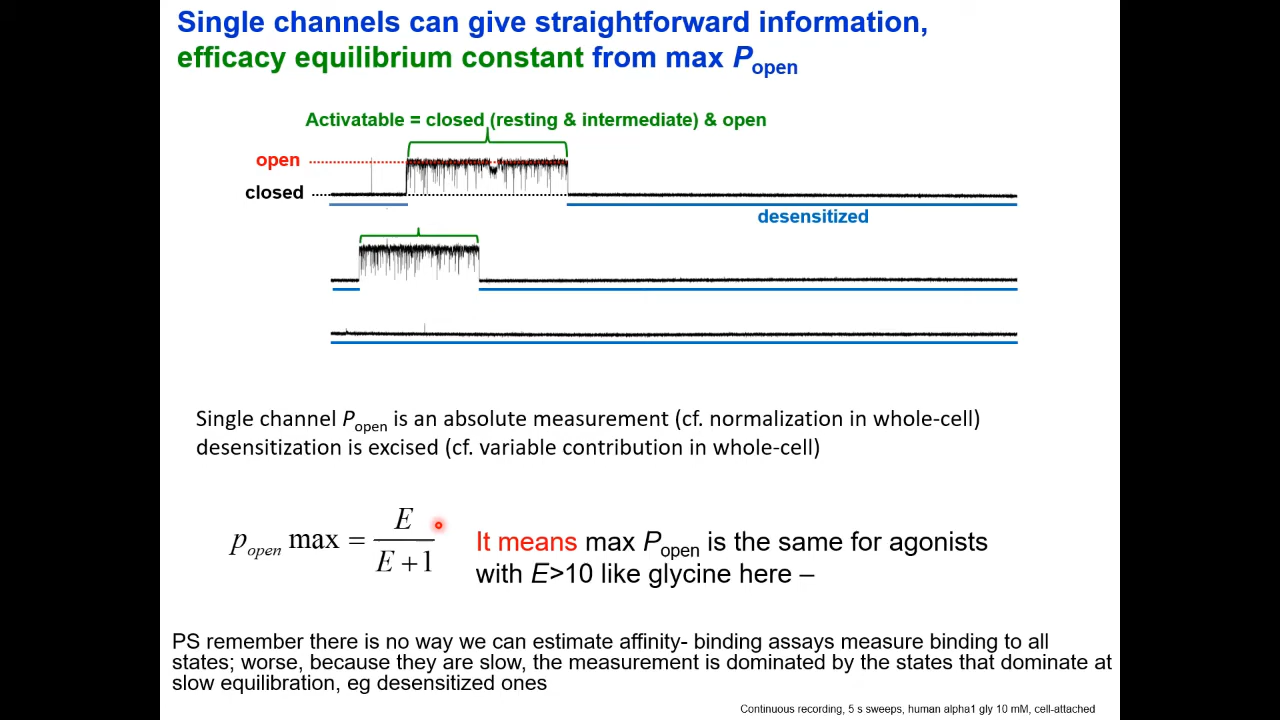 Single channels can give straightforward information,
efficacy equilibrium constant from max Popen
Activatable = closed (resting & intermediate) & open
open
closed
desensitized
Single channel Popen is an absolute measurement (cf. normalization in whole-cell)
desensitization is excised (cf. variable contribution in whole-cell)
popen max = E / E + 1
It means max Popen is the same for agonists
with E>10 like glycine here –
PS remember there is no way we can estimate affinity- binding assays measure binding to all
states; worse, because they are slow, the measurement is dominated by the states that dominate at
slow equilibration, eg desensitized ones
Continuous recording, 5 s sweeps, human alpha1 gly 10 mM, cell-attached